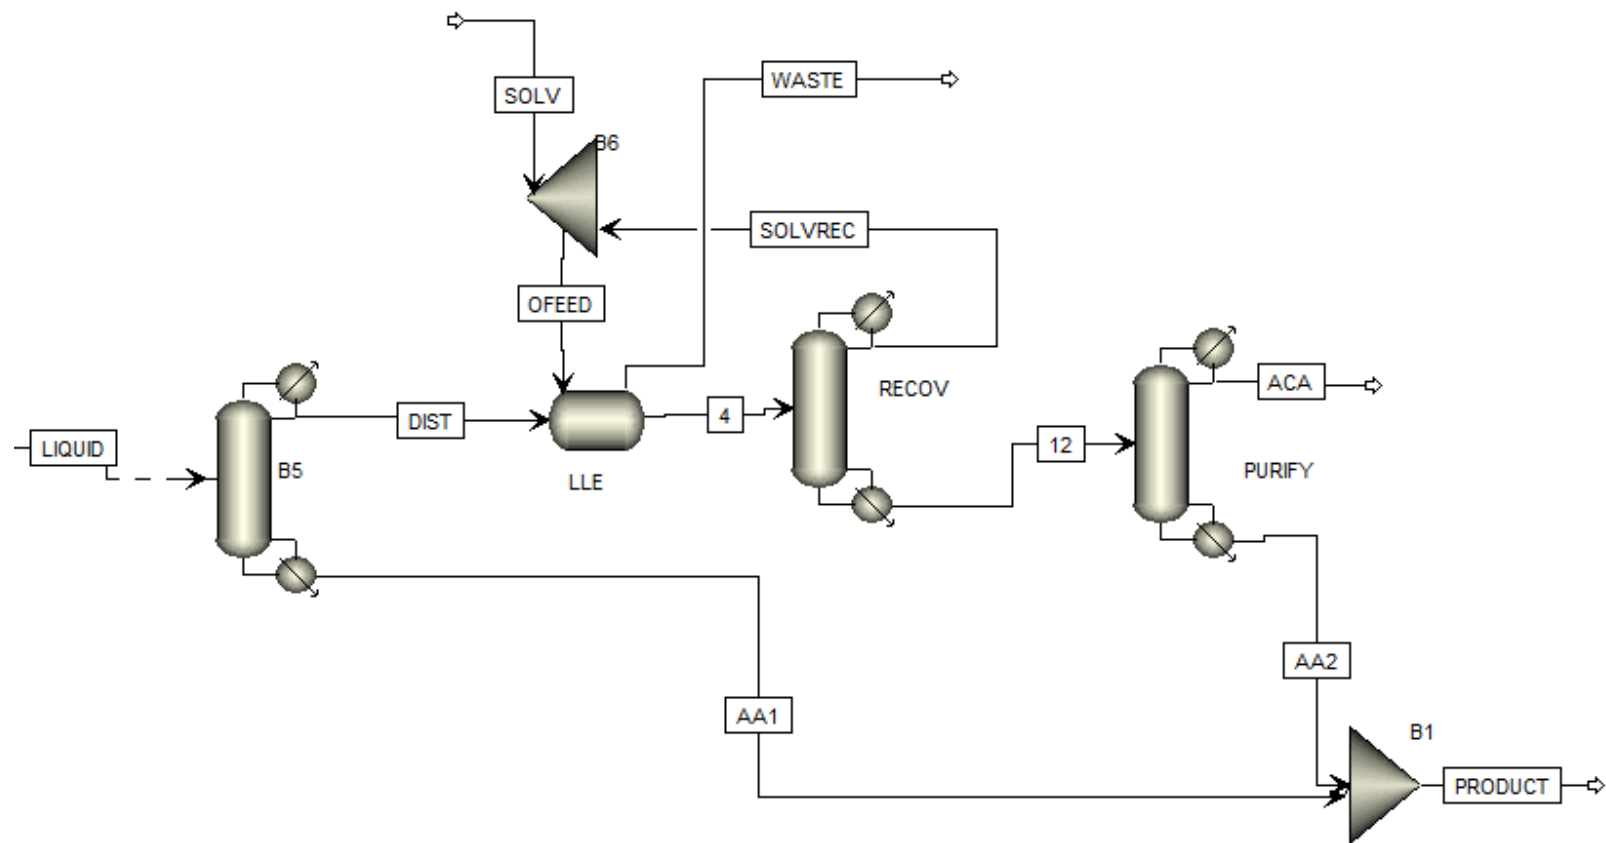 WASTE
SOLV
B6
SOLVREC
OFEED
RECOV
ACA
DIST
4
12
LIQUID
B5
LLE
PURIFY
AA2
AA1
B1
PRODUCT